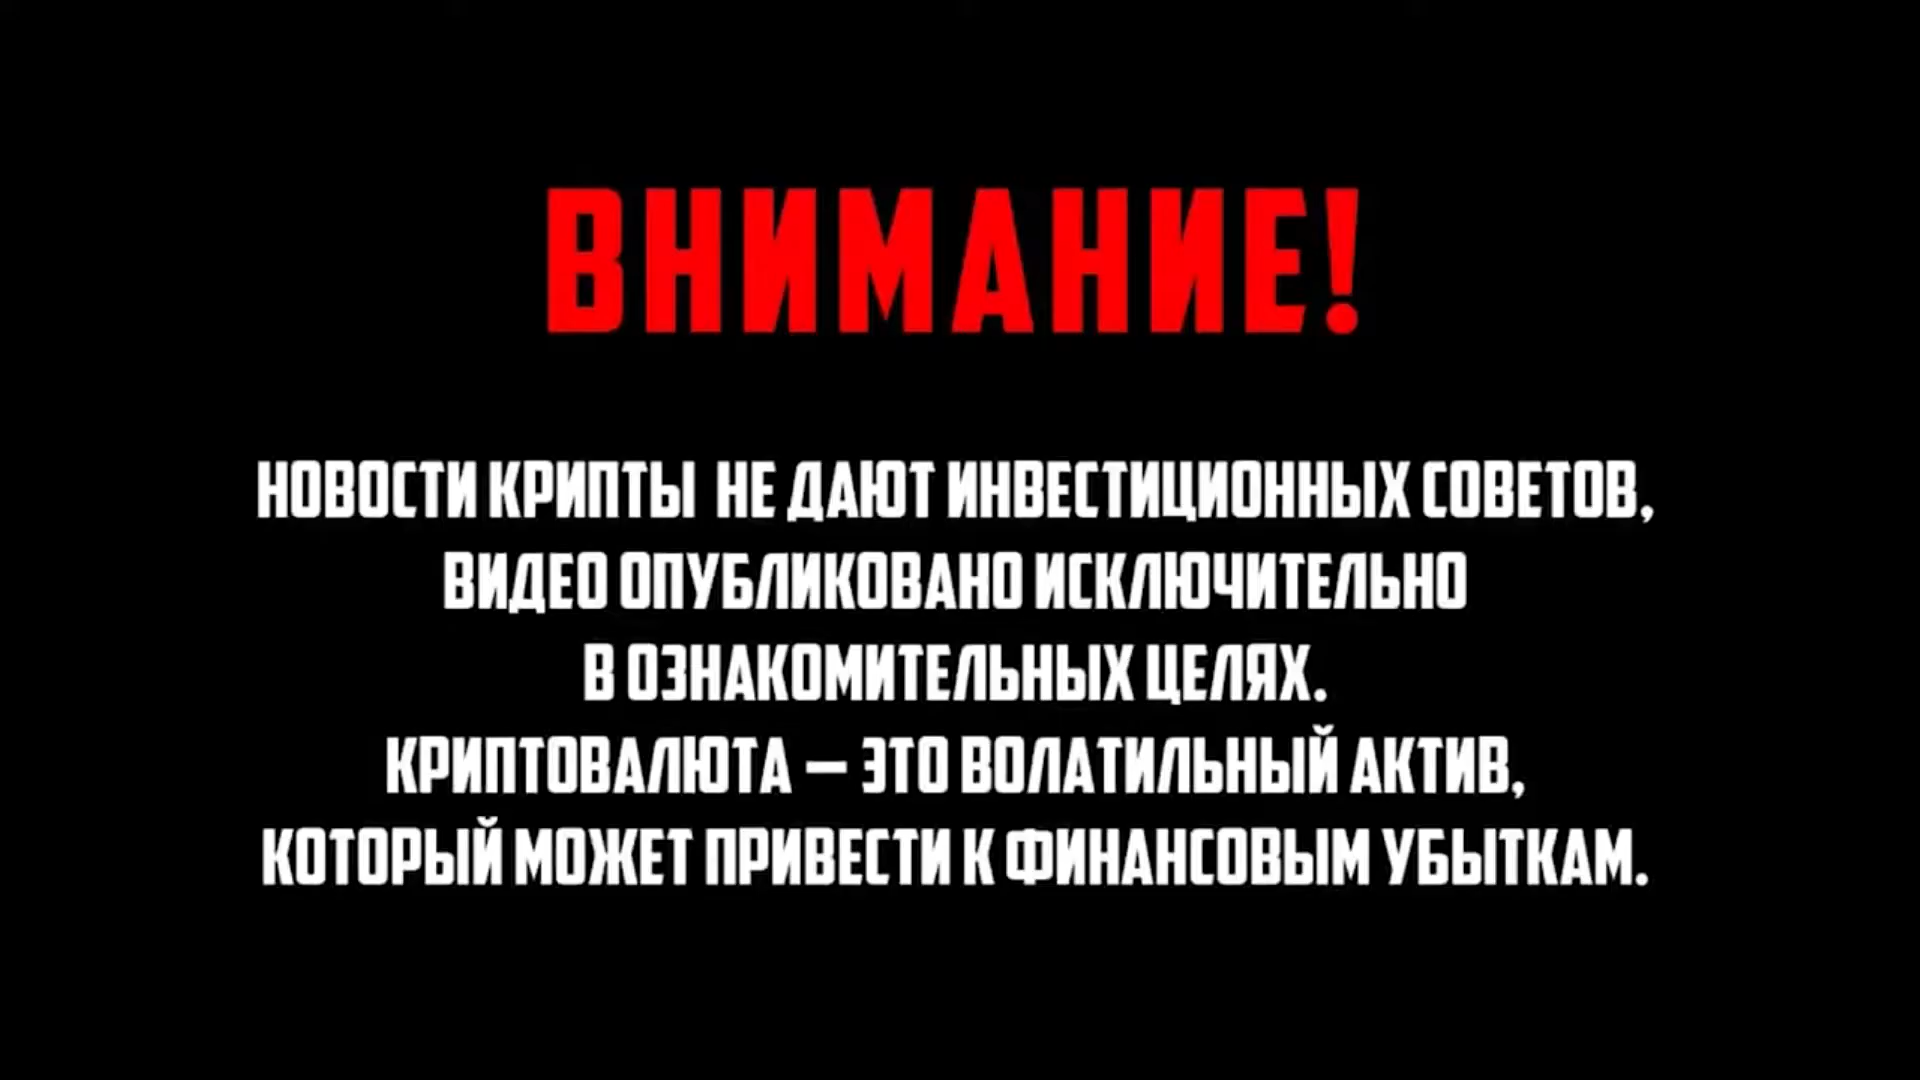 ВНИМАНИЕ!
НОВОСТИ КРИПТЫ НЕ ДАЮТ ИНВЕСТИЦИОННЫХ СОВЕТОВ,
ВИДЕО ОПУБЛИКОВАНО ИСКЛЮЧИТЕЛЬНО
В ОЗНАКОМИТЕЛЬНЫХ ЦЕЛЯХ.
КРИПТОВАЛЮТА – ЭТО ВОЛАТИЛЬНЫЙ АКТИВ,
КОТОРЫЙ МОЖЕТ ПРИВЕСТИ К ФИНАНСОВЫМ УБЫТКАМ.